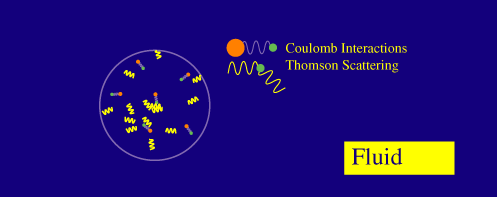 Coulomb Interactions
Thomson Scattering
Fluid